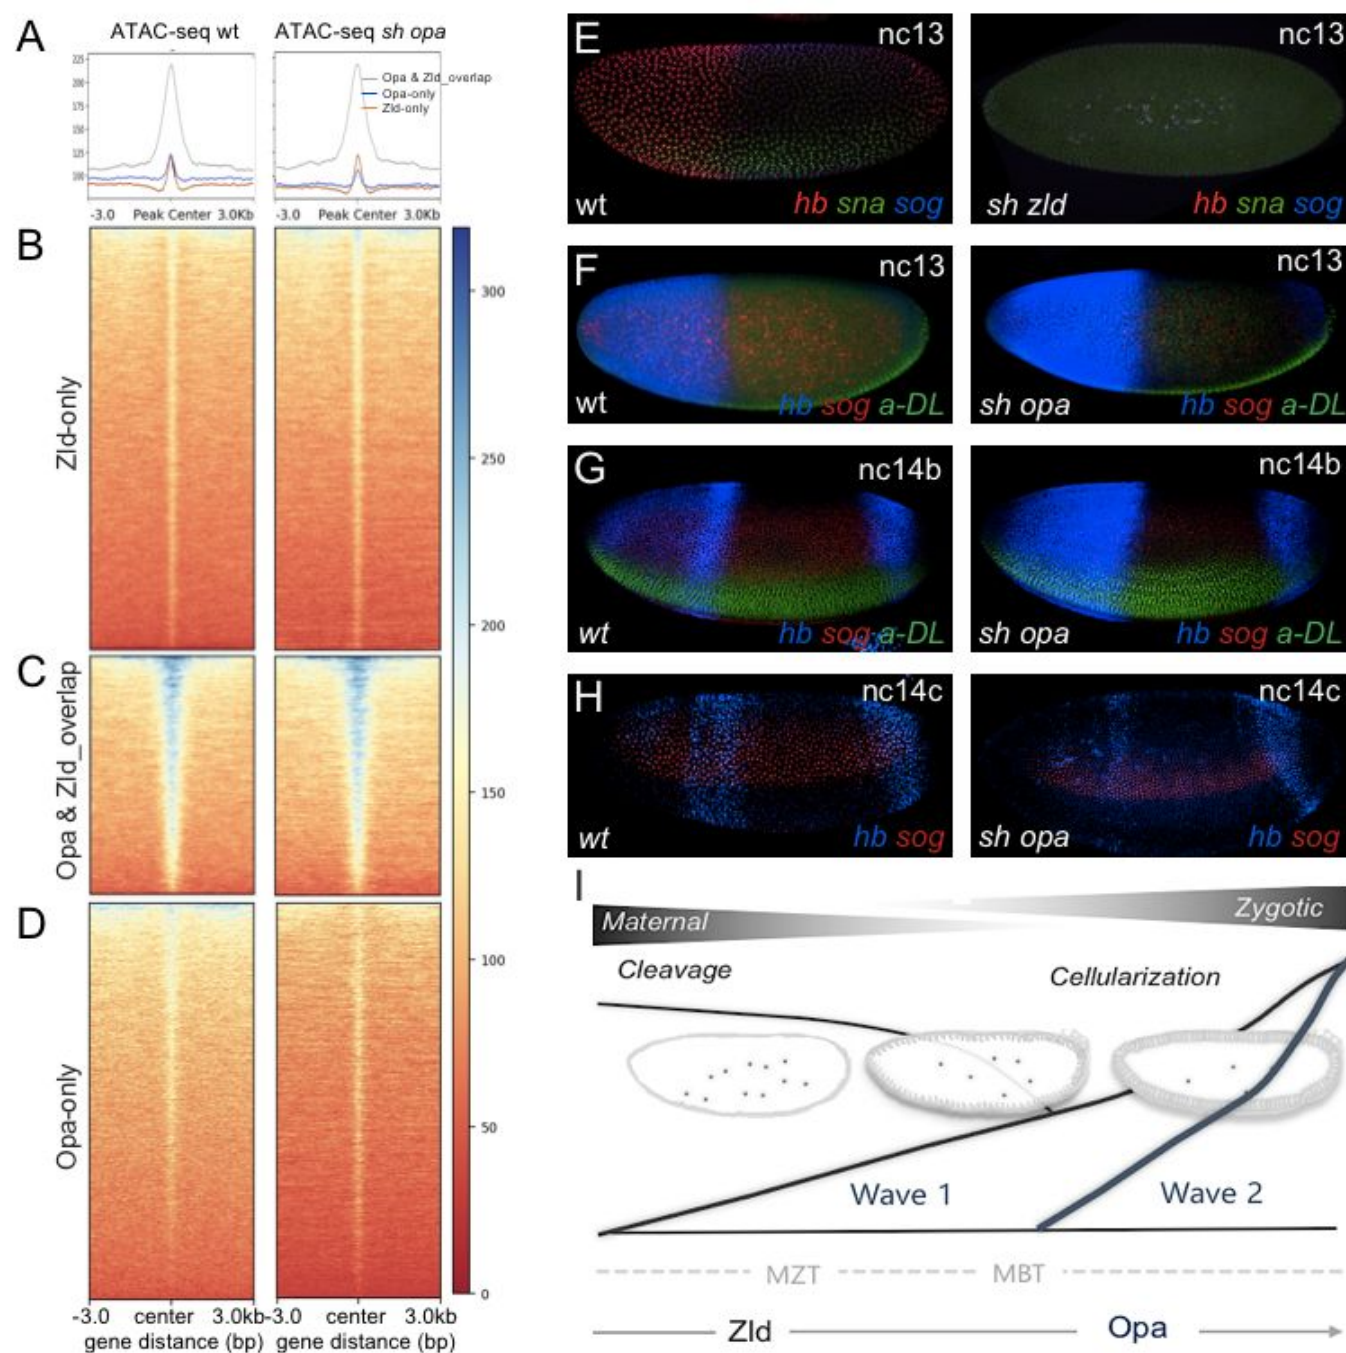 A
ATAC-seq wt
ATAC-seq sh opa
225
200
175
150
125
100
Opa & Zld_overlap
Opa-only
Zld-only
-3.0 Peak Center 3.0Kb
-3.0 Peak Center 3.0Kb
B
Zld-only
C
Opa & Zld_overlap
D
Opa-only
300
250
200
150
100
50
0
-3.0 center 3.0kb
gene distance (bp)
-3.0 center 3.0kb
gene distance (bp)
E
nc13
wt
hb sna sog
nc13
sh zld
hb sna sog
F
nc13
wt
hb sog a-DL
nc13
sh opa
hb sog a-DL
G
nc14b
wt
hb sog a-DL
nc14b
sh opa
hb sog a-DL
H
nc14c
wt
hb sog
nc14c
sh opa
hb sog
I
Maternal
Zygotic
Cleavage
Cellularization
Wave 1
Wave 2
MZT
MBT
Zld
Opa